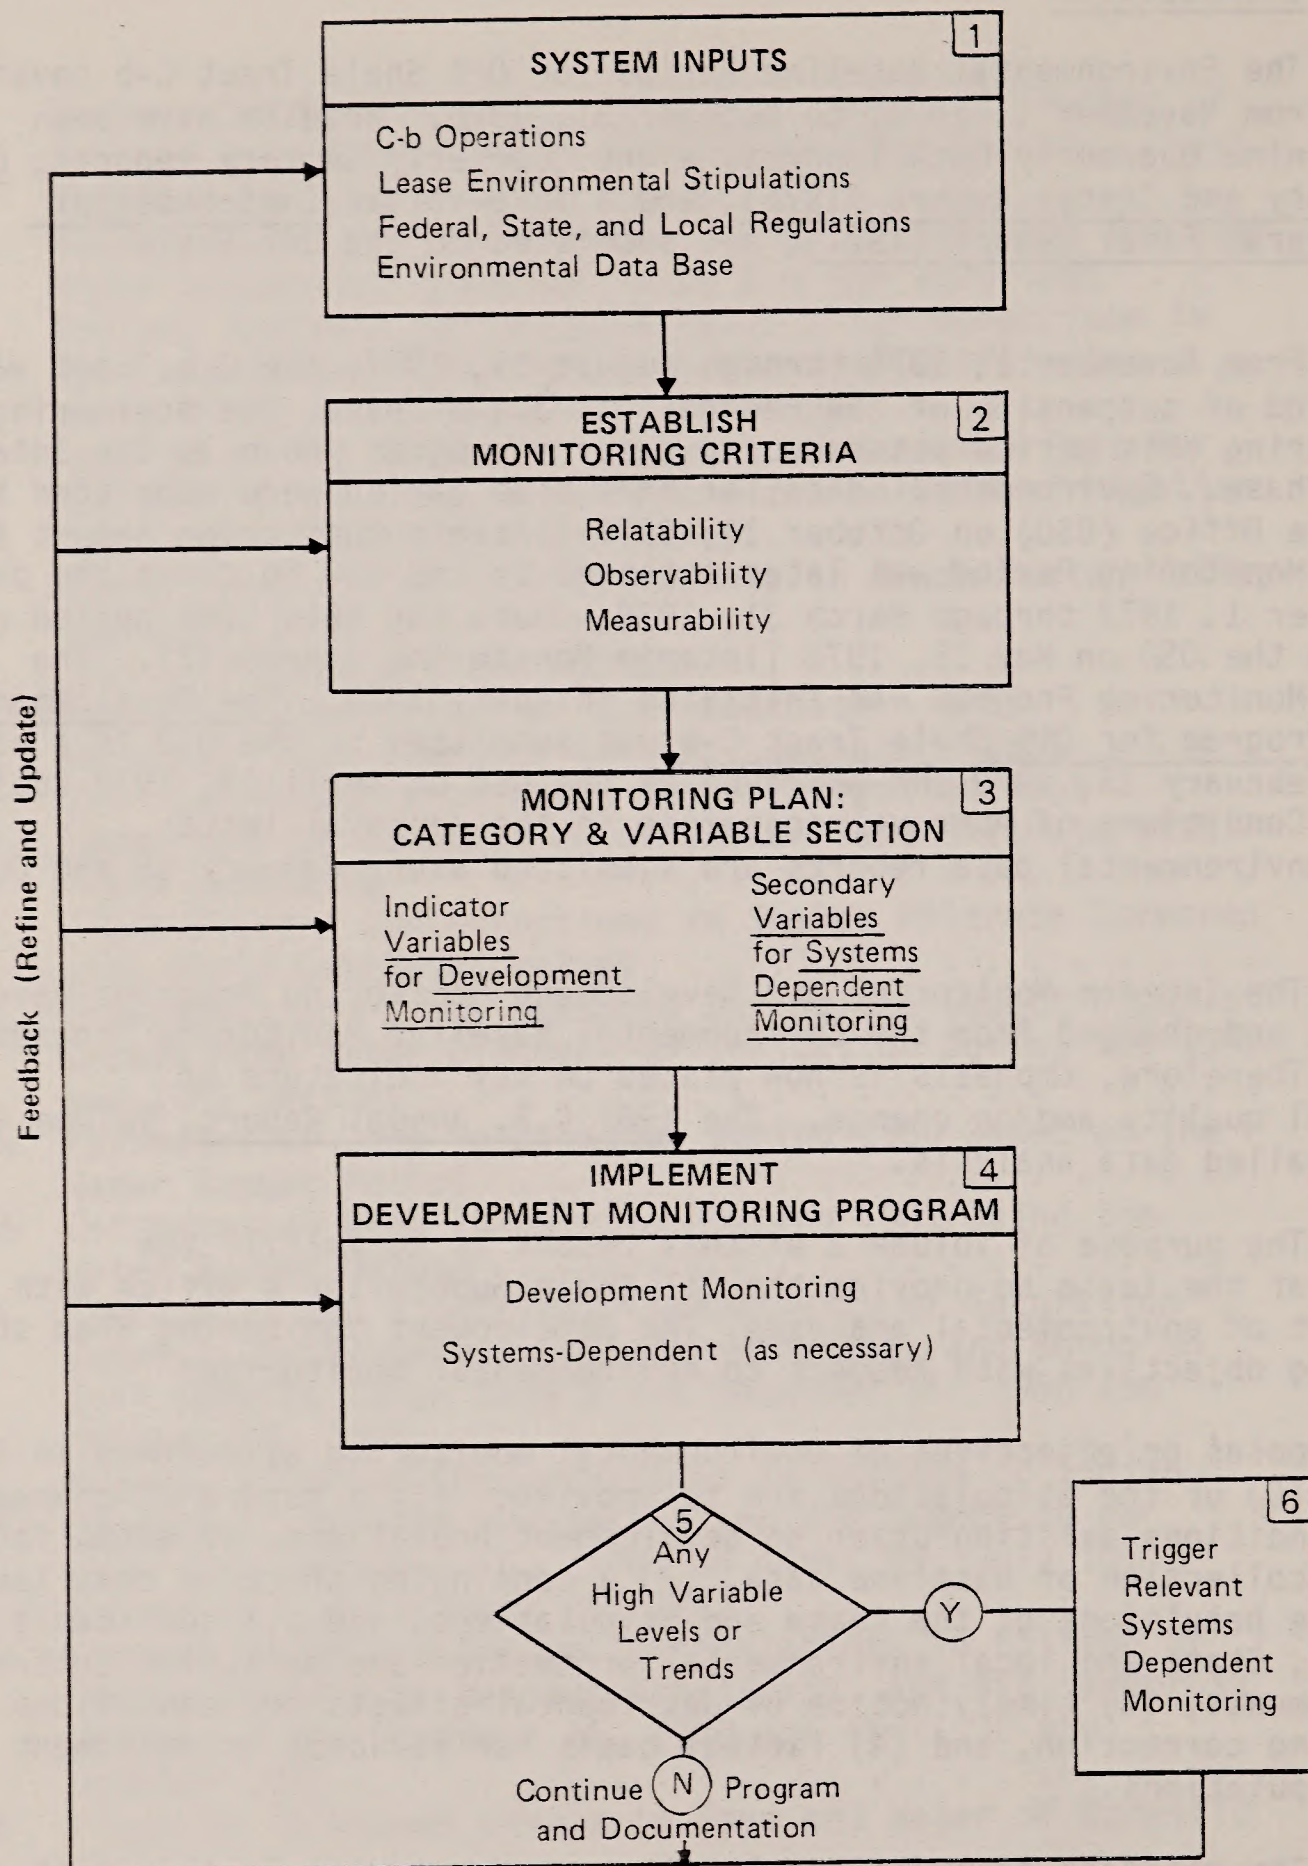 1
SYSTEM INPUTS
C-b Operations
Lease Environmental Stipulations
Federal, State, and Local Regulations
Environmental Data Base
2
ESTABLISH
MONITORING CRITERIA
Relatability
Observability
Measurability
Feedback (Refine and Update)
3
MONITORING PLAN:
CATEGORY & VARIABLE SECTION
Indicator
Variables
for Development
Monitoring
Secondary
Variables
for Systems
Dependent
Monitoring
4
IMPLEMENT
DEVELOPMENT MONITORING PROGRAM
Development Monitoring
Systems-Dependent (as necessary)
5
Any
High Variable
Levels or
Trends
Y
6
Trigger
Relevant
Systems
Dependent
Monitoring
Continue N Program
and Documentation